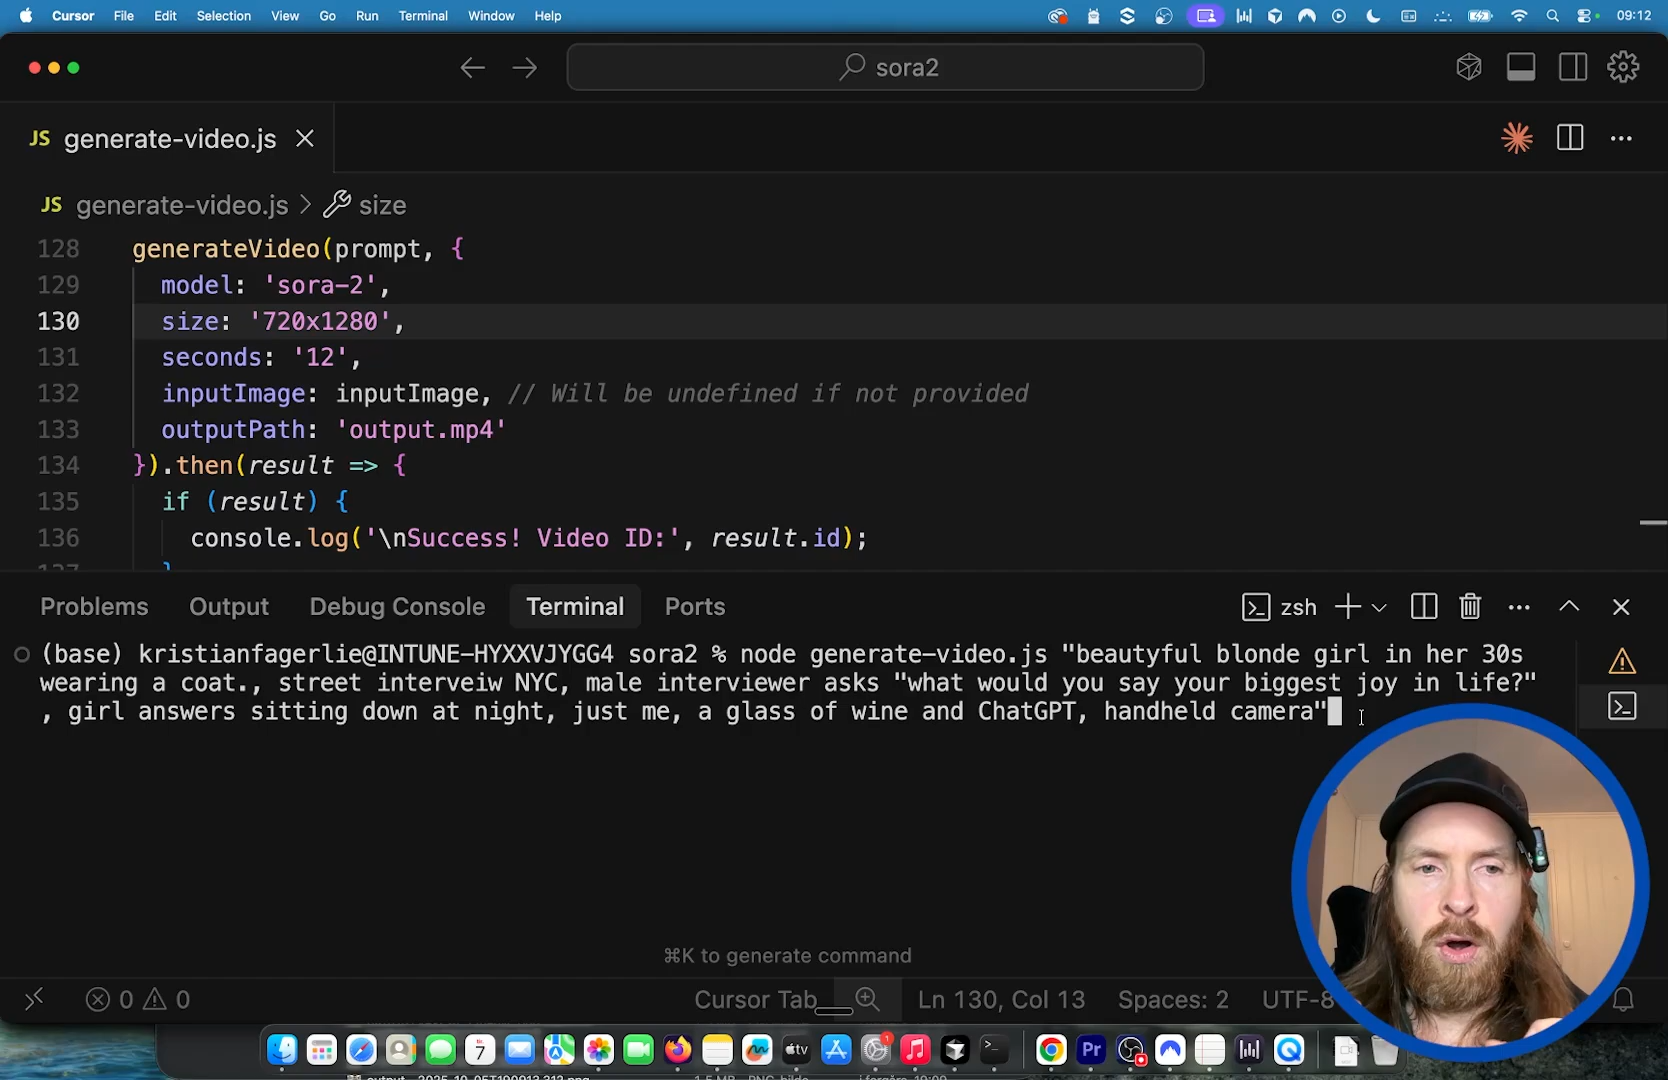 Cursor File Edit Selection View Go Run Terminal Window Help 09:12
sora2
JS generate-video.js
JS generate-video.js > size
128 generateVideo(prompt, {
129 model: 'sora-2',
130 size: '720x1280',
131 seconds: '12',
132 inputImage: inputImage, // Will be undefined if not provided
133 outputPath: 'output.mp4'
134 }).then(result => {
135 if (result) {
136 console.log('\nSuccess! Video ID:', result.id);
137 }
Problems Output Debug Console Terminal Ports zsh
(base) kristianfagerlie@INTUNE-HYXXVJYGG4 sora2 % node generate-video.js "beautyful blonde girl in her 30s
wearing a coat., street interveiw NYC, male interviewer asks "what would you say your biggest joy in life?"
, girl answers sitting down at night, just me, a glass of wine and ChatGPT, handheld camera"
⌘K to generate command
0 0 Cursor Tab Ln 130, Col 13 Spaces: 2 UTF-8
7 tv 1